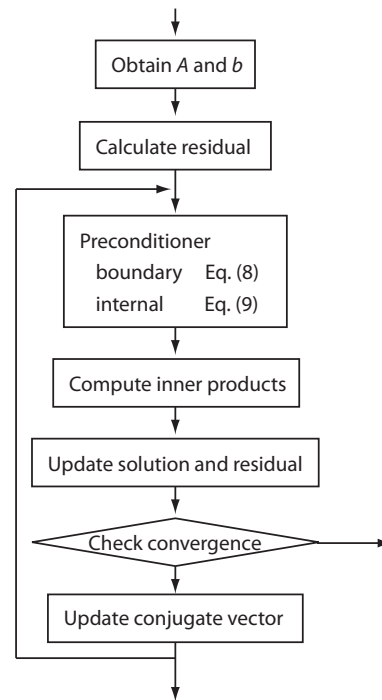 Obtain A and b
Calculate residual
Preconditioner
boundary Eq. (8)
internal Eq. (9)
Compute inner products
Update solution and residual
Check convergence
Update conjugate vector